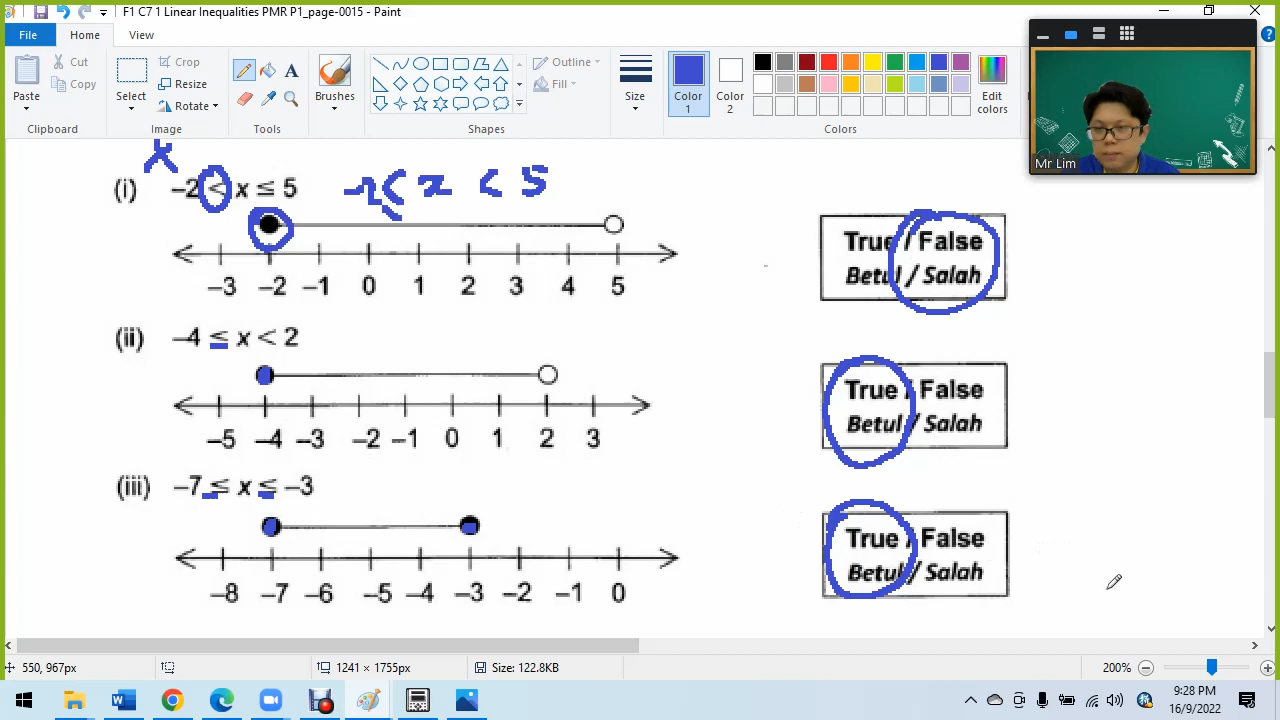 F1 C7 1 Linear Inequalities PMR P1_page-0015 - Paint
File Home View
Paste Cut Copy
Clipboard
Select Crop Resize Rotate
Image
A
Tools
Brushes
Shapes
Outline Fill
Size
Color 1 Color 2
Edit colors
Colors
Mr Lim
x
(i) –2 < x ≤ 5
x < 5
–3 –2 –1 0 1 2 3 4 5
True / False
Betul / Salah
(ii) –4 ≤ x < 2
–5 –4 –3 –2 –1 0 1 2 3
True / False
Betul / Salah
(iii) –7 ≤ x ≤ –3
–8 –7 –6 –5 –4 –3 –2 –1 0
True / False
Betul / Salah
550, 967px 1241 × 1755px Size: 122.8KB 200%
9:28 PM
16/9/2022